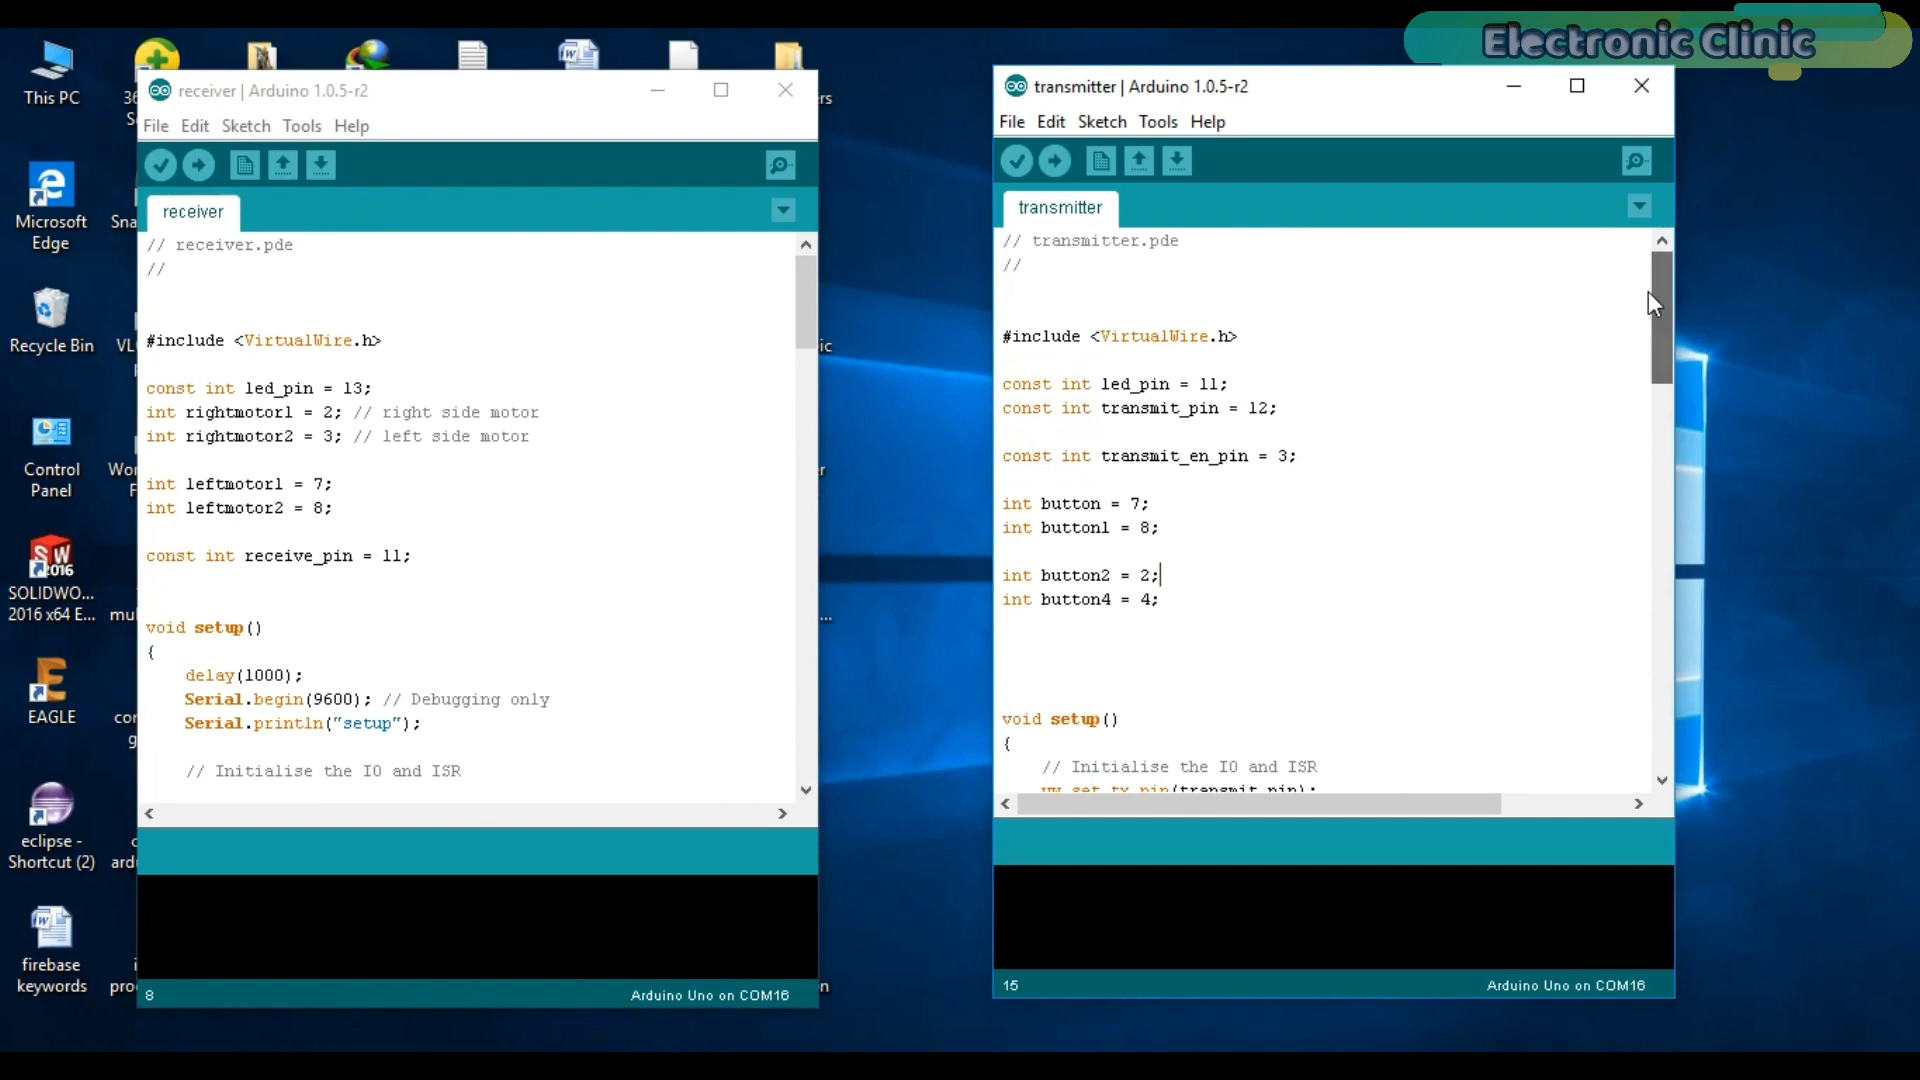 Electronic Clinic
This PC
Microsoft
Edge
Recycle Bin
Control
Panel
SOLIDWO...
2016 x64 E...
EAGLE
eclipse -
Shortcut (2)
firebase
keywords
receiver | Arduino 1.0.5-r2
File Edit Sketch Tools Help
receiver
// receiver.pde
//
#include <VirtualWire.h>
const int led_pin = 13;
int rightmotor1 = 2; // right side motor
int rightmotor2 = 3; // left side motor
int leftmotor1 = 7;
int leftmotor2 = 8;
const int receive_pin = 11;
void setup()
{
delay(1000);
Serial.begin(9600); // Debugging only
Serial.println("setup");
// Initialise the IO and ISR
8
Arduino Uno on COM16
transmitter | Arduino 1.0.5-r2
File Edit Sketch Tools Help
transmitter
// transmitter.pde
//
#include <VirtualWire.h>
const int led_pin = 11;
const int transmit_pin = 12;
const int transmit_en_pin = 3;
int button = 7;
int button1 = 8;
int button2 = 2;
int button4 = 4;
void setup()
{
// Initialise the IO and ISR
vw_set_tx_pin(transmit_pin);
15
Arduino Uno on COM16